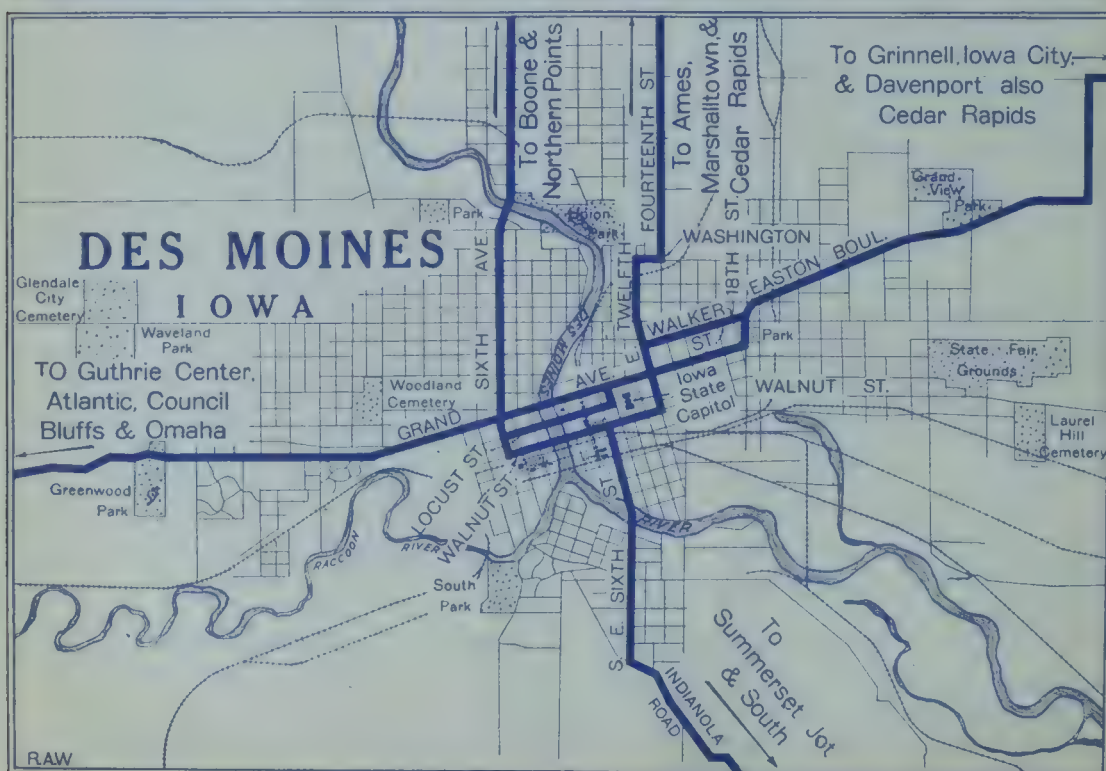 To Boone &
Northern Points
FOURTEENTH ST
To Ames,
Marshalltown, &
Cedar Rapids
To Grinnell, Iowa City,
& Davenport also
Cedar Rapids
Grand
View
Park
Park
Union
Park
DES MOINES
IOWA
Glendale
City
Cemetery
Waveland
Park
SIXTH AVE.
DES MOINES
E. TWELFTH
WASHINGTON
18TH ST.
EASTON BOUL.
WALKER ST.
Park
State Fair
Grounds
TO Guthrie Center,
Atlantic, Council
Bluffs & Omaha
Woodland
Cemetery
GRAND AVE.
Iowa
State
Capitol
WALNUT ST.
Laurel
Hill
Cemetery
Greenwood
Park
LOCUST ST.
WALNUT ST.
RACCOON RIVER
RIVER
South
Park
S. E. SIXTH ST
INDIANOLA
ROAD
To
Summerset Jct
& South
RAW